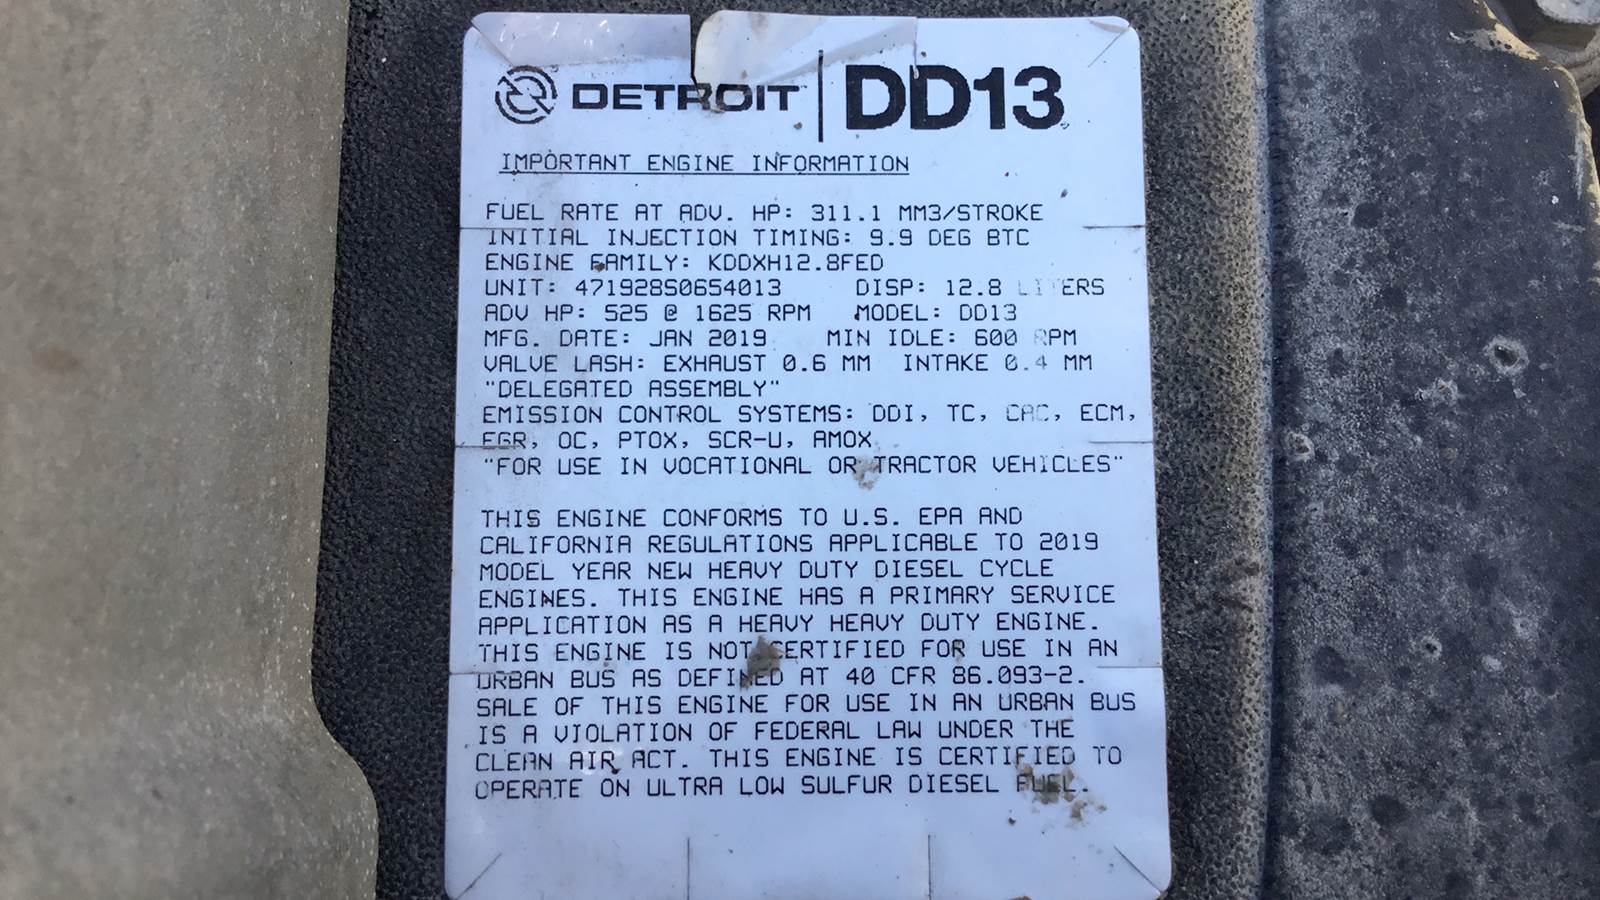 DETROIT DD13
IMPORTANT ENGINE INFORMATION
FUEL RATE AT ADV. HP: 311.1 MM3/STROKE
INITIAL INJECTION TIMING: 9.9 DEG BTC
ENGINE FAMILY: KDDXH12.8FED
UNIT: 471928S0654013 DISP: 12.8 LITERS
ADV HP: 525 @ 1625 RPM MODEL: DD13
MFG. DATE: JAN 2019 MIN IDLE: 600 RPM
VALVE LASH: EXHAUST 0.6 MM INTAKE 0.4 MM
"DELEGATED ASSEMBLY"
EMISSION CONTROL SYSTEMS: DDI, TC, CAC, ECM,
EGR, OC, PTOX, SCR-U, AMOX
"FOR USE IN VOCATIONAL OR TRACTOR VEHICLES"
THIS ENGINE CONFORMS TO U.S. EPA AND
CALIFORNIA REGULATIONS APPLICABLE TO 2019
MODEL YEAR NEW HEAVY DUTY DIESEL CYCLE
ENGINES. THIS ENGINE HAS A PRIMARY SERVICE
APPLICATION AS A HEAVY HEAVY DUTY ENGINE.
THIS ENGINE IS NOT CERTIFIED FOR USE IN AN
URBAN BUS AS DEFINED AT 40 CFR 86.093-2.
SALE OF THIS ENGINE FOR USE IN AN URBAN BUS
IS A VIOLATION OF FEDERAL LAW UNDER THE
CLEAN AIR ACT. THIS ENGINE IS CERTIFIED TO
OPERATE ON ULTRA LOW SULFUR DIESEL FUEL.